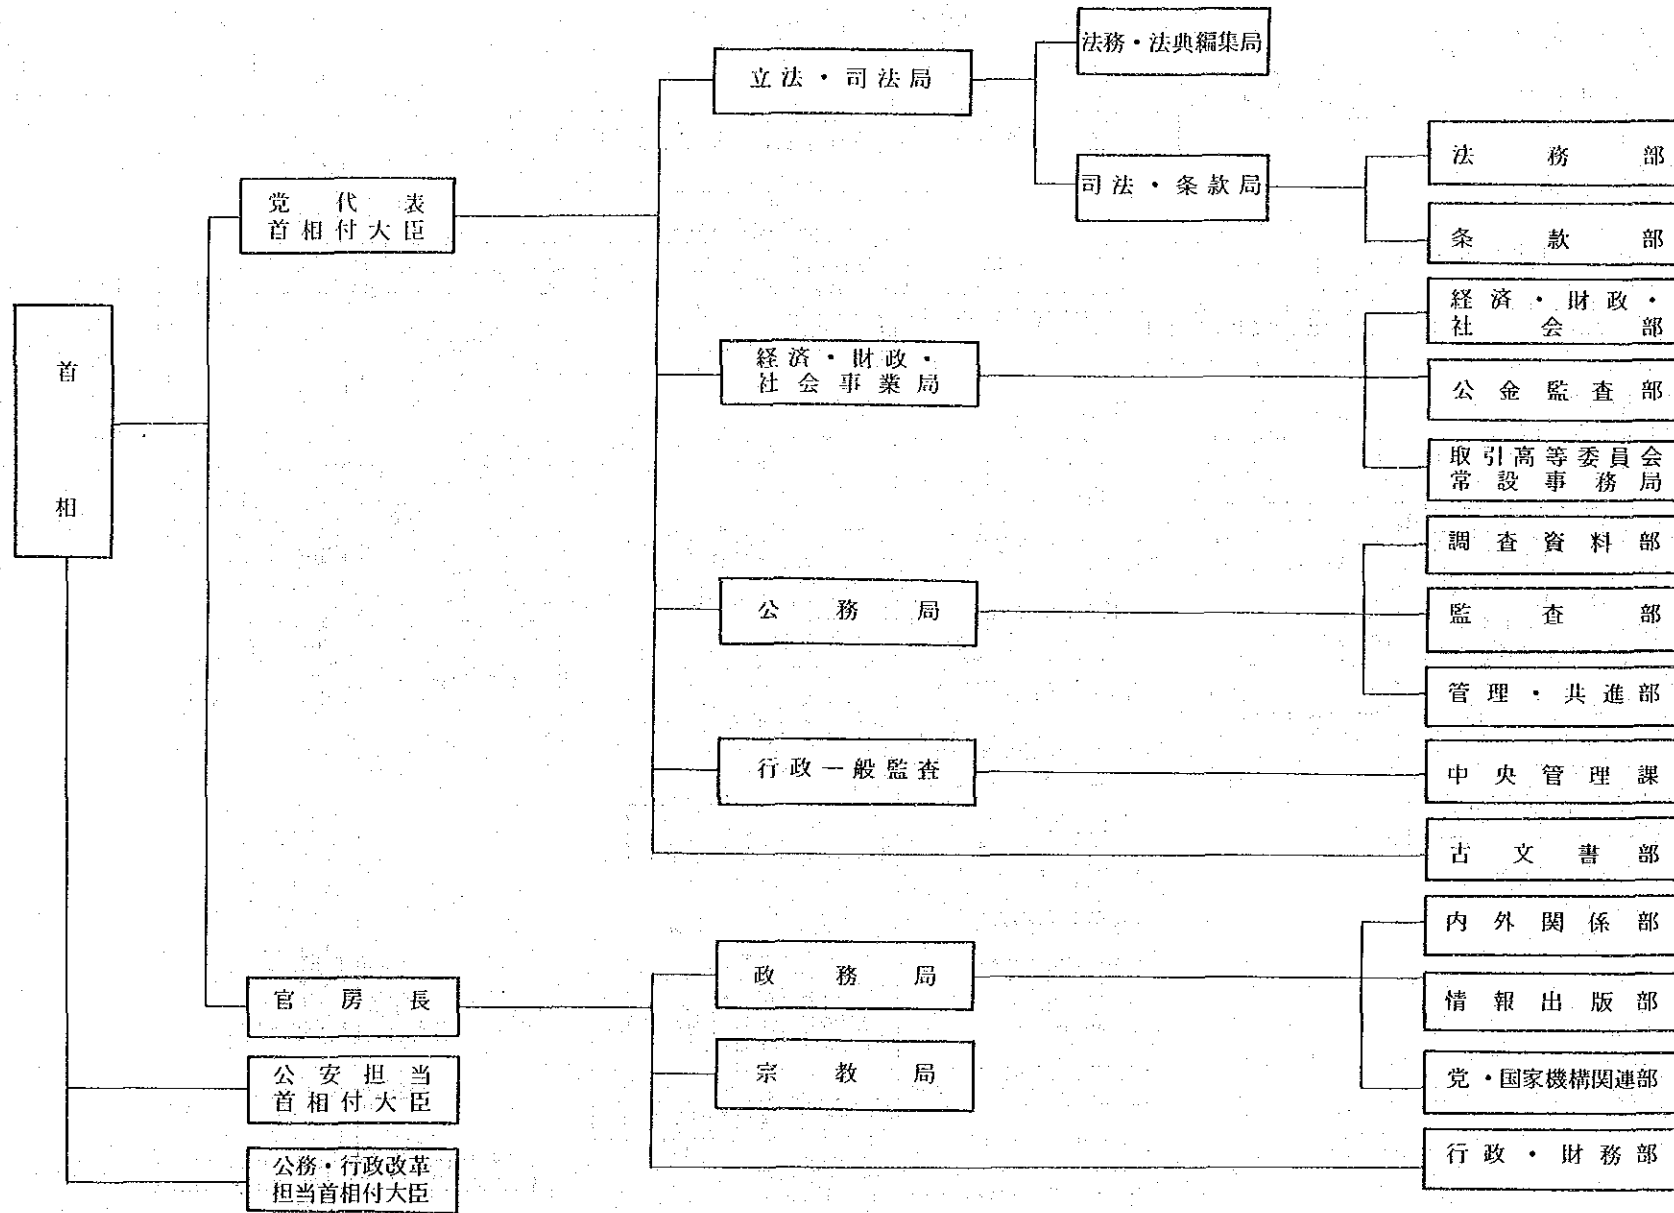 首相
党代表
首相付大臣
官房長
公安担当
首相付大臣
公務・行政改革
担当首相付大臣
立法・司法局
経済・財政・
社会事業局
公務局
行政一般監査
政務局
宗教局
法務・法典編集局
司法・条款局
法務部
条款部
経済・財政・
社会部
公金監査部
取引高等委員会
常設事務局
調査資料部
監査部
管理・共進部
中央管理課
古文書部
内外関係部
情報出版部
党・国家機構関連部
行政・財務部